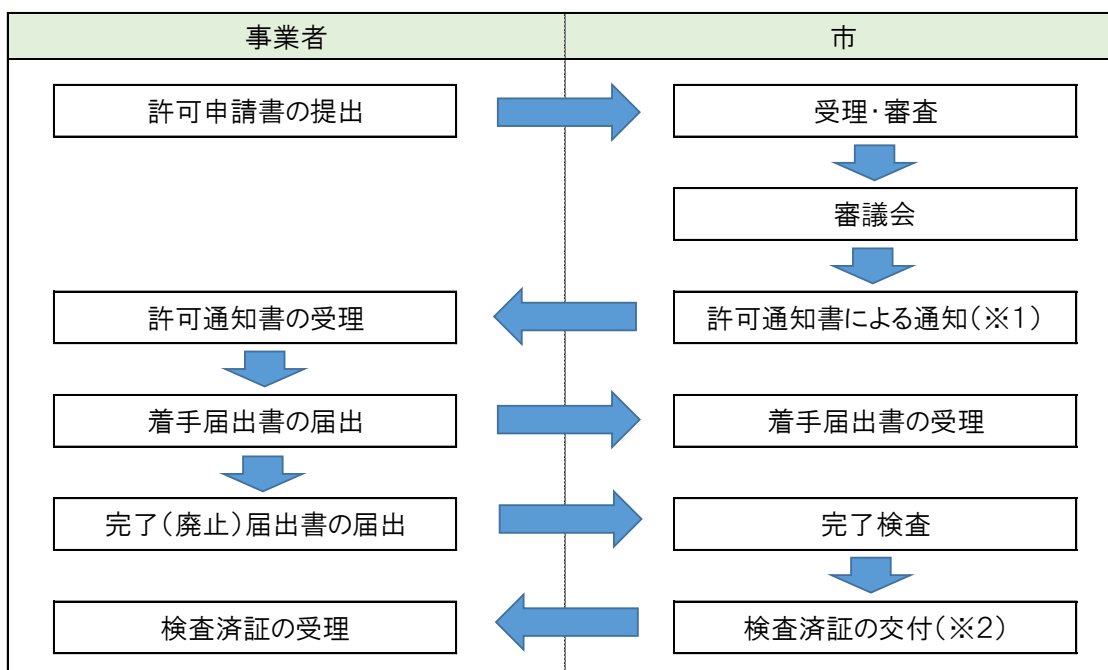 事業者
市
許可申請書の提出
受理・審査
審議会
許可通知書の受理
許可通知書による通知(※1)
着手届出書の届出
着手届出書の受理
完了(廃止)届出書の届出
完了検査
検査済証の受理
検査済証の交付(※2)